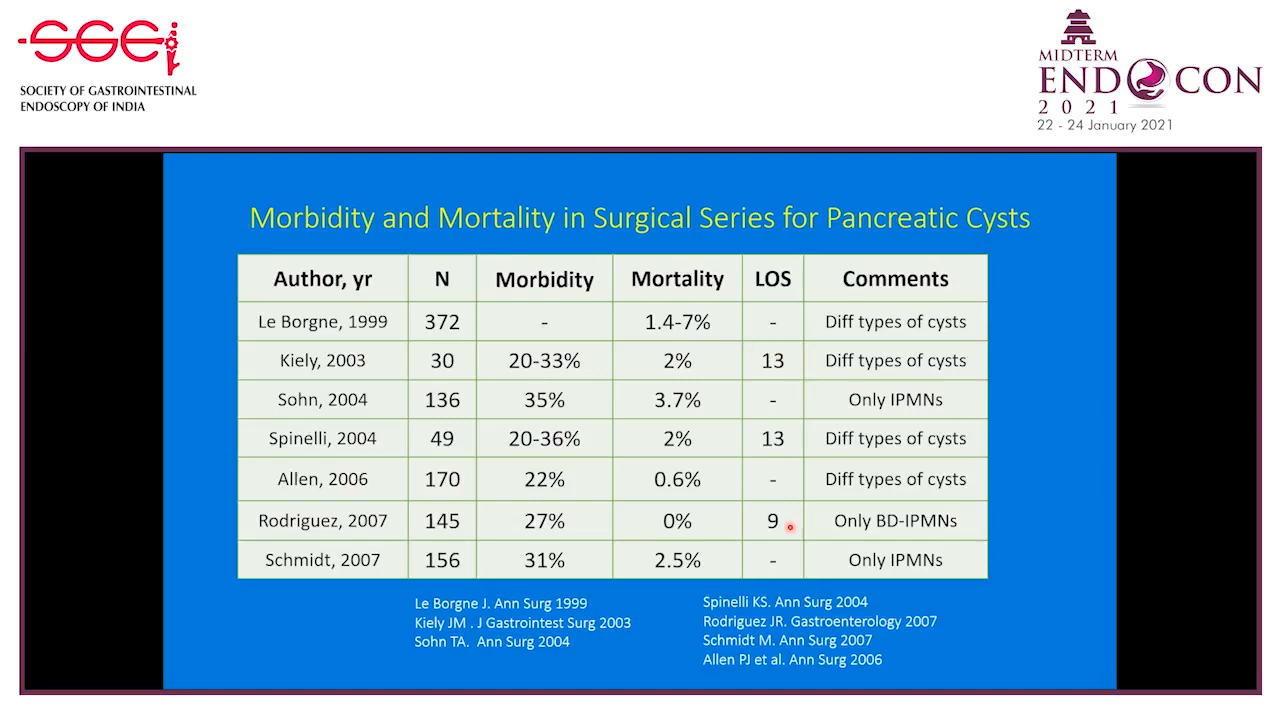 SGEi
SOCIETY OF GASTROINTESTINAL
ENDOSCOPY OF INDIA
MIDTERM
ENDOCON
2021
22 - 24 January 2021
Morbidity and Mortality in Surgical Series for Pancreatic Cysts
Author, yr N Morbidity Mortality LOS Comments
Le Borgne, 1999 372 - 1.4-7% - Diff types of cysts
Kiely, 2003 30 20-33% 2% 13 Diff types of cysts
Sohn, 2004 136 35% 3.7% - Only IPMNs
Spinelli, 2004 49 20-36% 2% 13 Diff types of cysts
Allen, 2006 170 22% 0.6% - Diff types of cysts
Rodriguez, 2007 145 27% 0% 9 Only BD-IPMNs
Schmidt, 2007 156 31% 2.5% - Only IPMNs
Le Borgne J. Ann Surg 1999
Kiely JM . J Gastrointest Surg 2003
Sohn TA. Ann Surg 2004
Spinelli KS. Ann Surg 2004
Rodriguez JR. Gastroenterology 2007
Schmidt M. Ann Surg 2007
Allen PJ et al. Ann Surg 2006